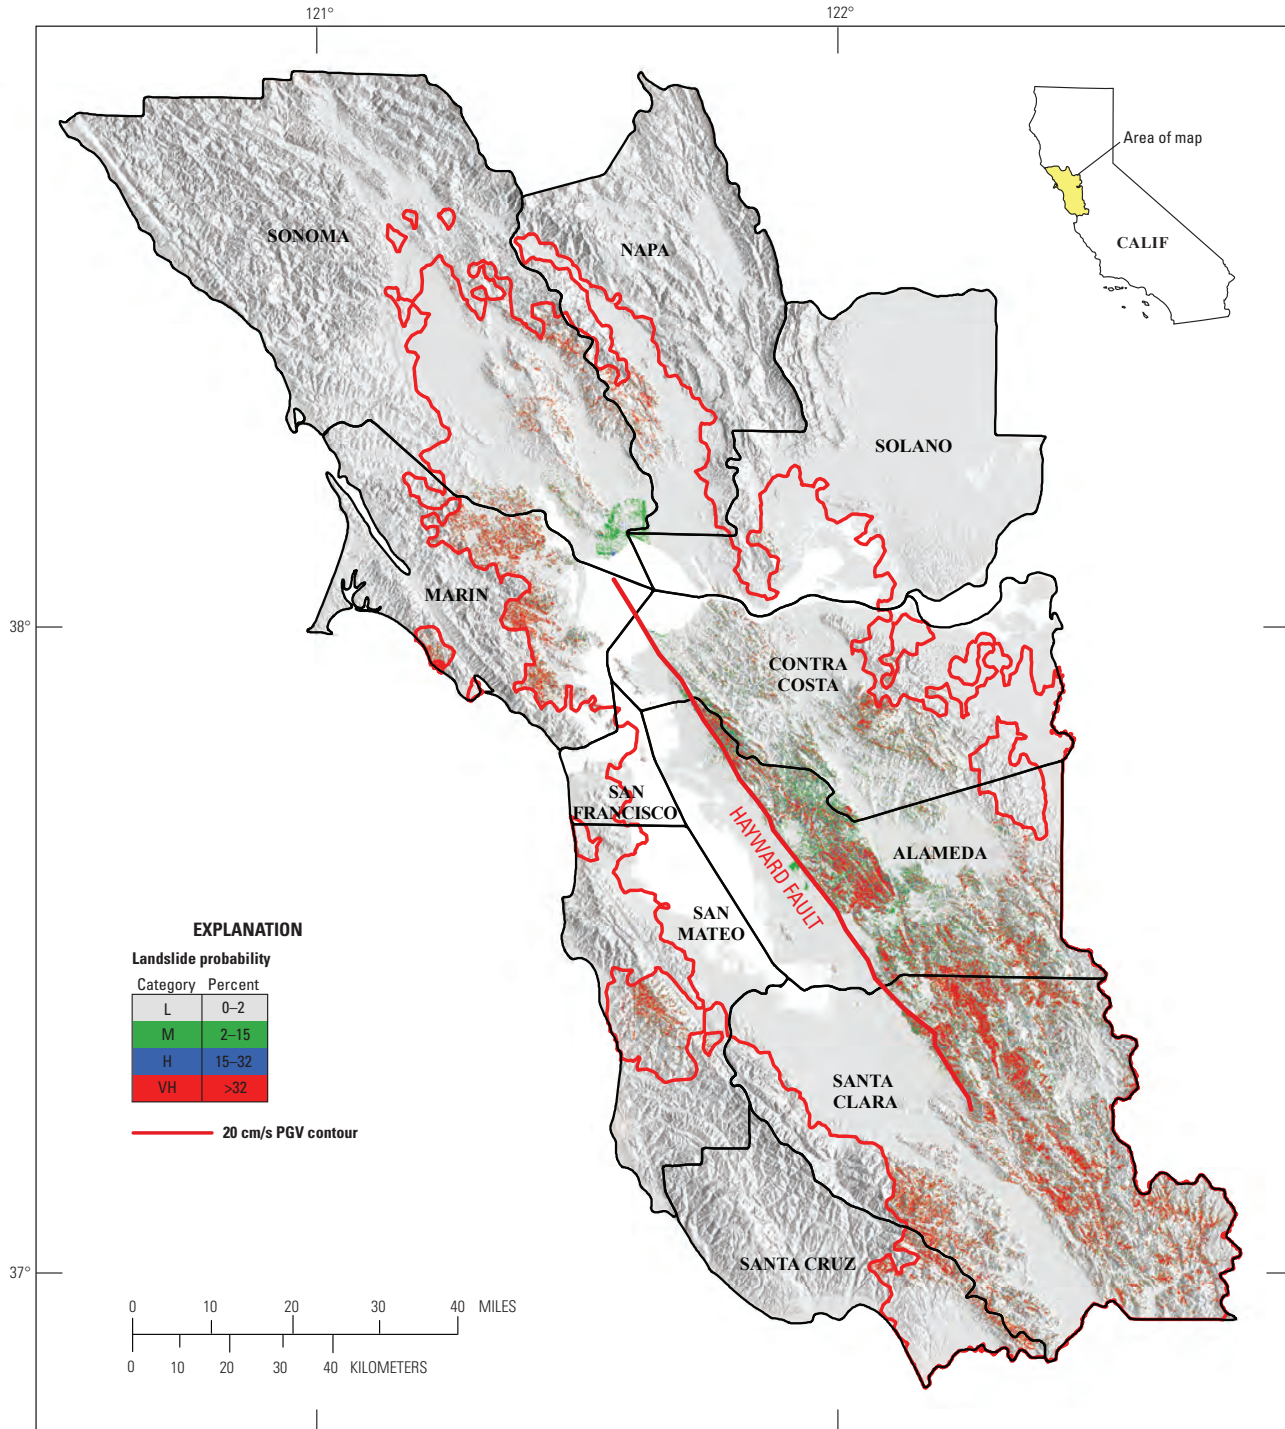 121°
122°
Area of map
CALIF
SONOMA
NAPA
SOLANO
MARIN
38°
CONTRA
COSTA
SAN
FRANCISCO
HAYWARD FAULT
ALAMEDA
SAN
MATEO
EXPLANATION
Landslide probability
Category Percent
L 0–2
M 2–15
H 15–32
VH >32
20 cm/s PGV contour
SANTA
CLARA
SANTA CRUZ
37°
0 10 20 30 40 MILES
0 10 20 30 40 KILOMETERS